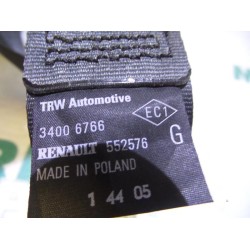 TRW Automotive
EC1
3400 6766
G
RENAULT 552576
MADE IN POLAND
1 44 05